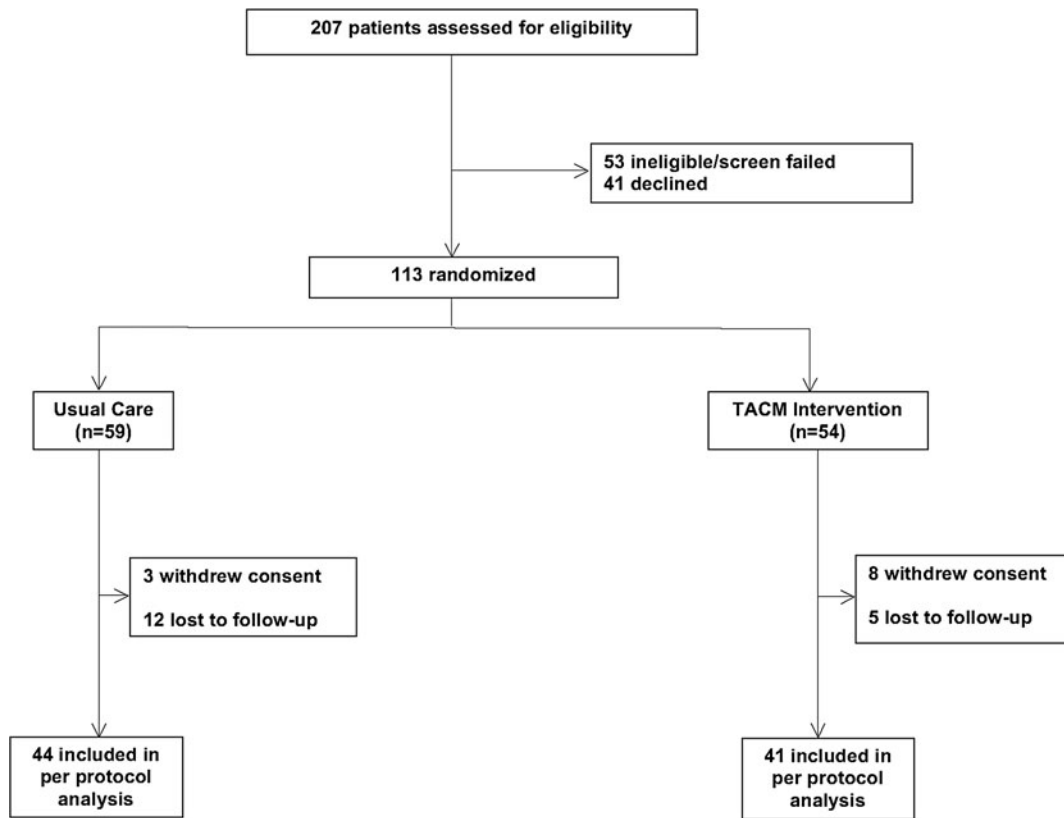 207 patients assessed for eligibility
53 ineligible/screen failed
41 declined
113 randomized
Usual Care
(n=59)
TACM Intervention
(n=54)
3 withdrew consent
12 lost to follow-up
8 withdrew consent
5 lost to follow-up
44 included in
per protocol
analysis
41 included in
per protocol
analysis